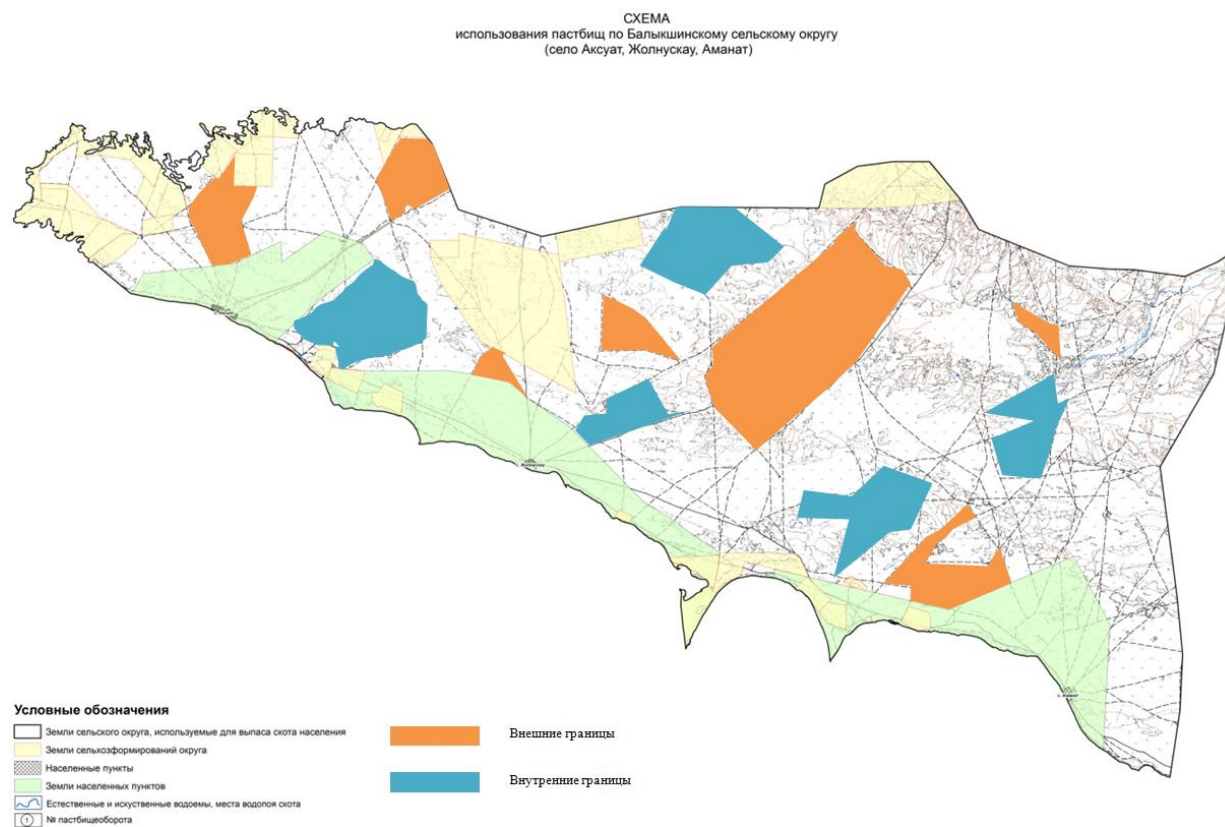 СХЕМА
использования пастбищ по Балыкшинскому сельскому округу
(село Аксуат, Жолнускау, Аманат)
с. Аманат
Условные обозначения
Земли сельского округа, используемые для выпаса скота населения
Земли сельхозформирований округа
Населенные пункты
Земли населенных пунктов
Естественные и искуственные водоемы, места водопоя скота
1 № пастбищеоборота
Внешние границы
Внутренние границы